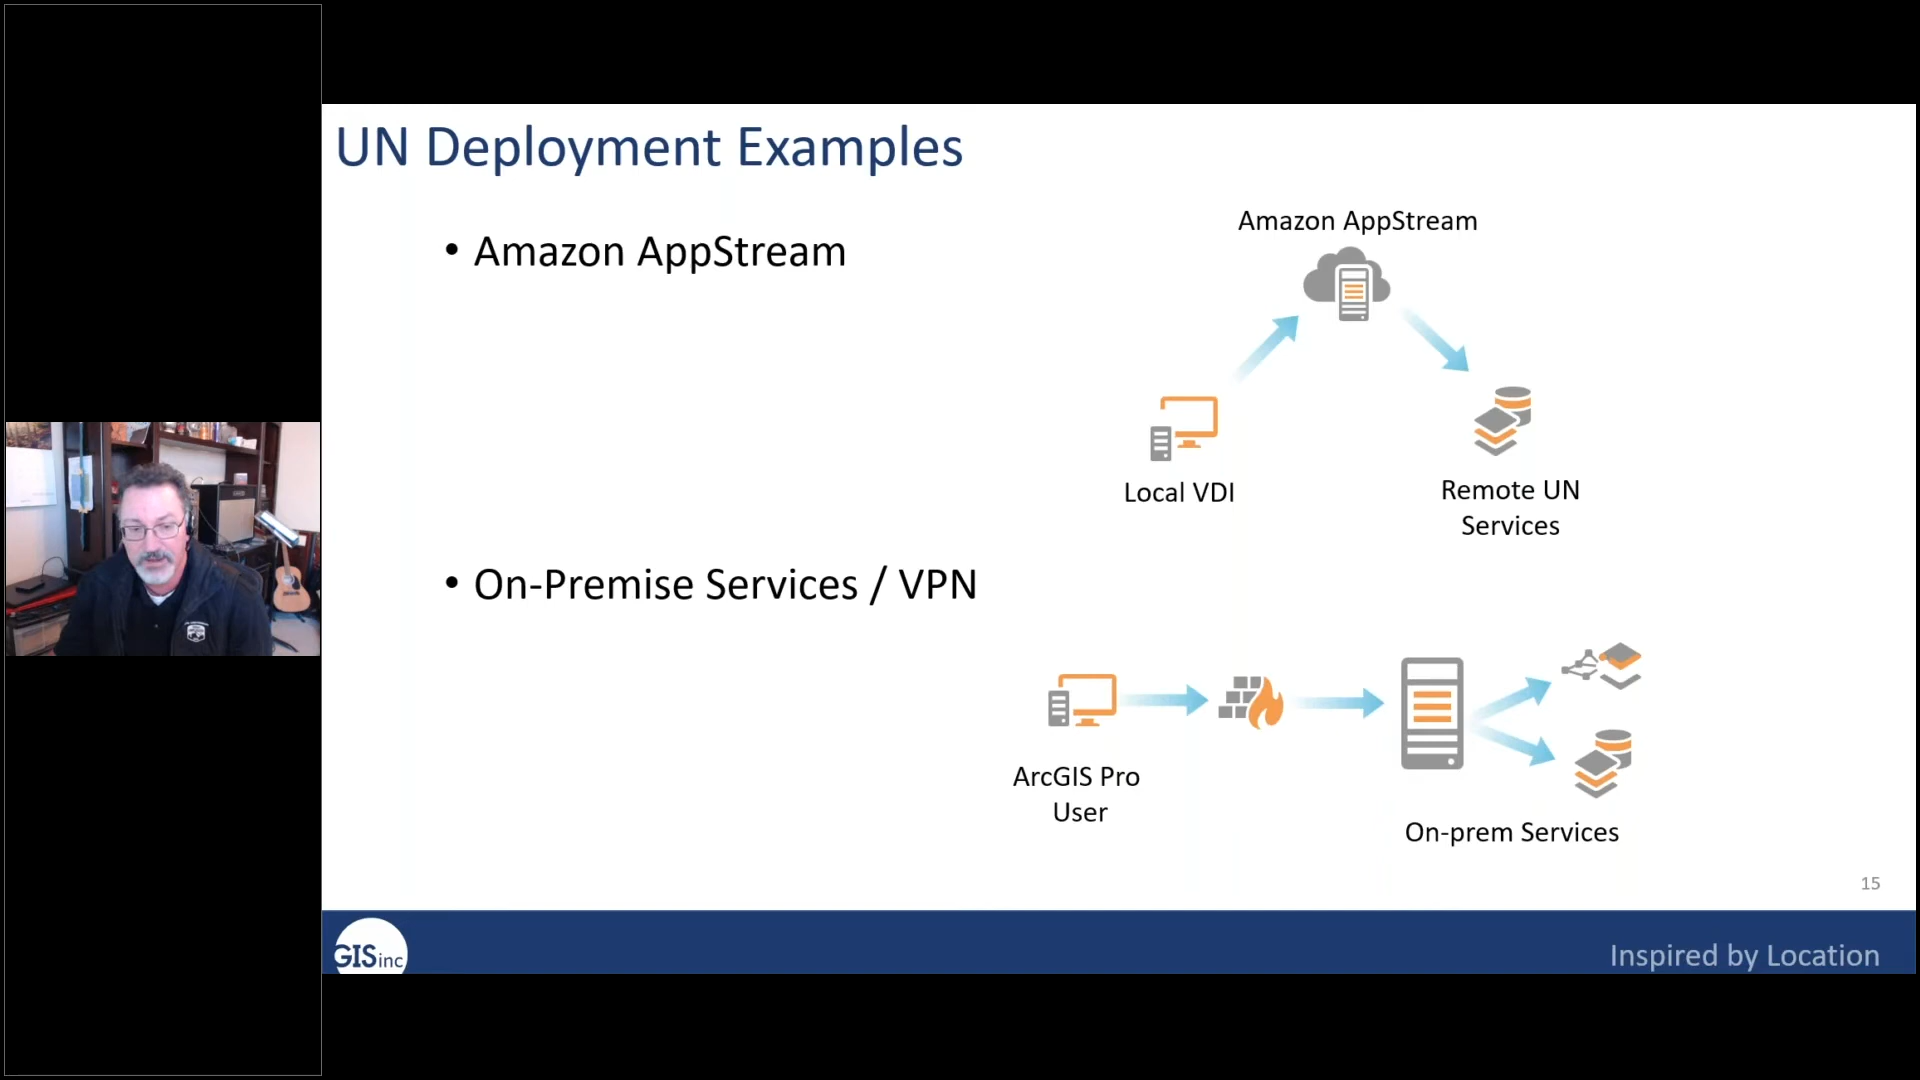 UN Deployment Examples
• Amazon AppStream
Amazon AppStream
Local VDI
Remote UN
Services
• On-Premise Services / VPN
ArcGIS Pro
User
On-prem Services
15
GISinc
Inspired by Location